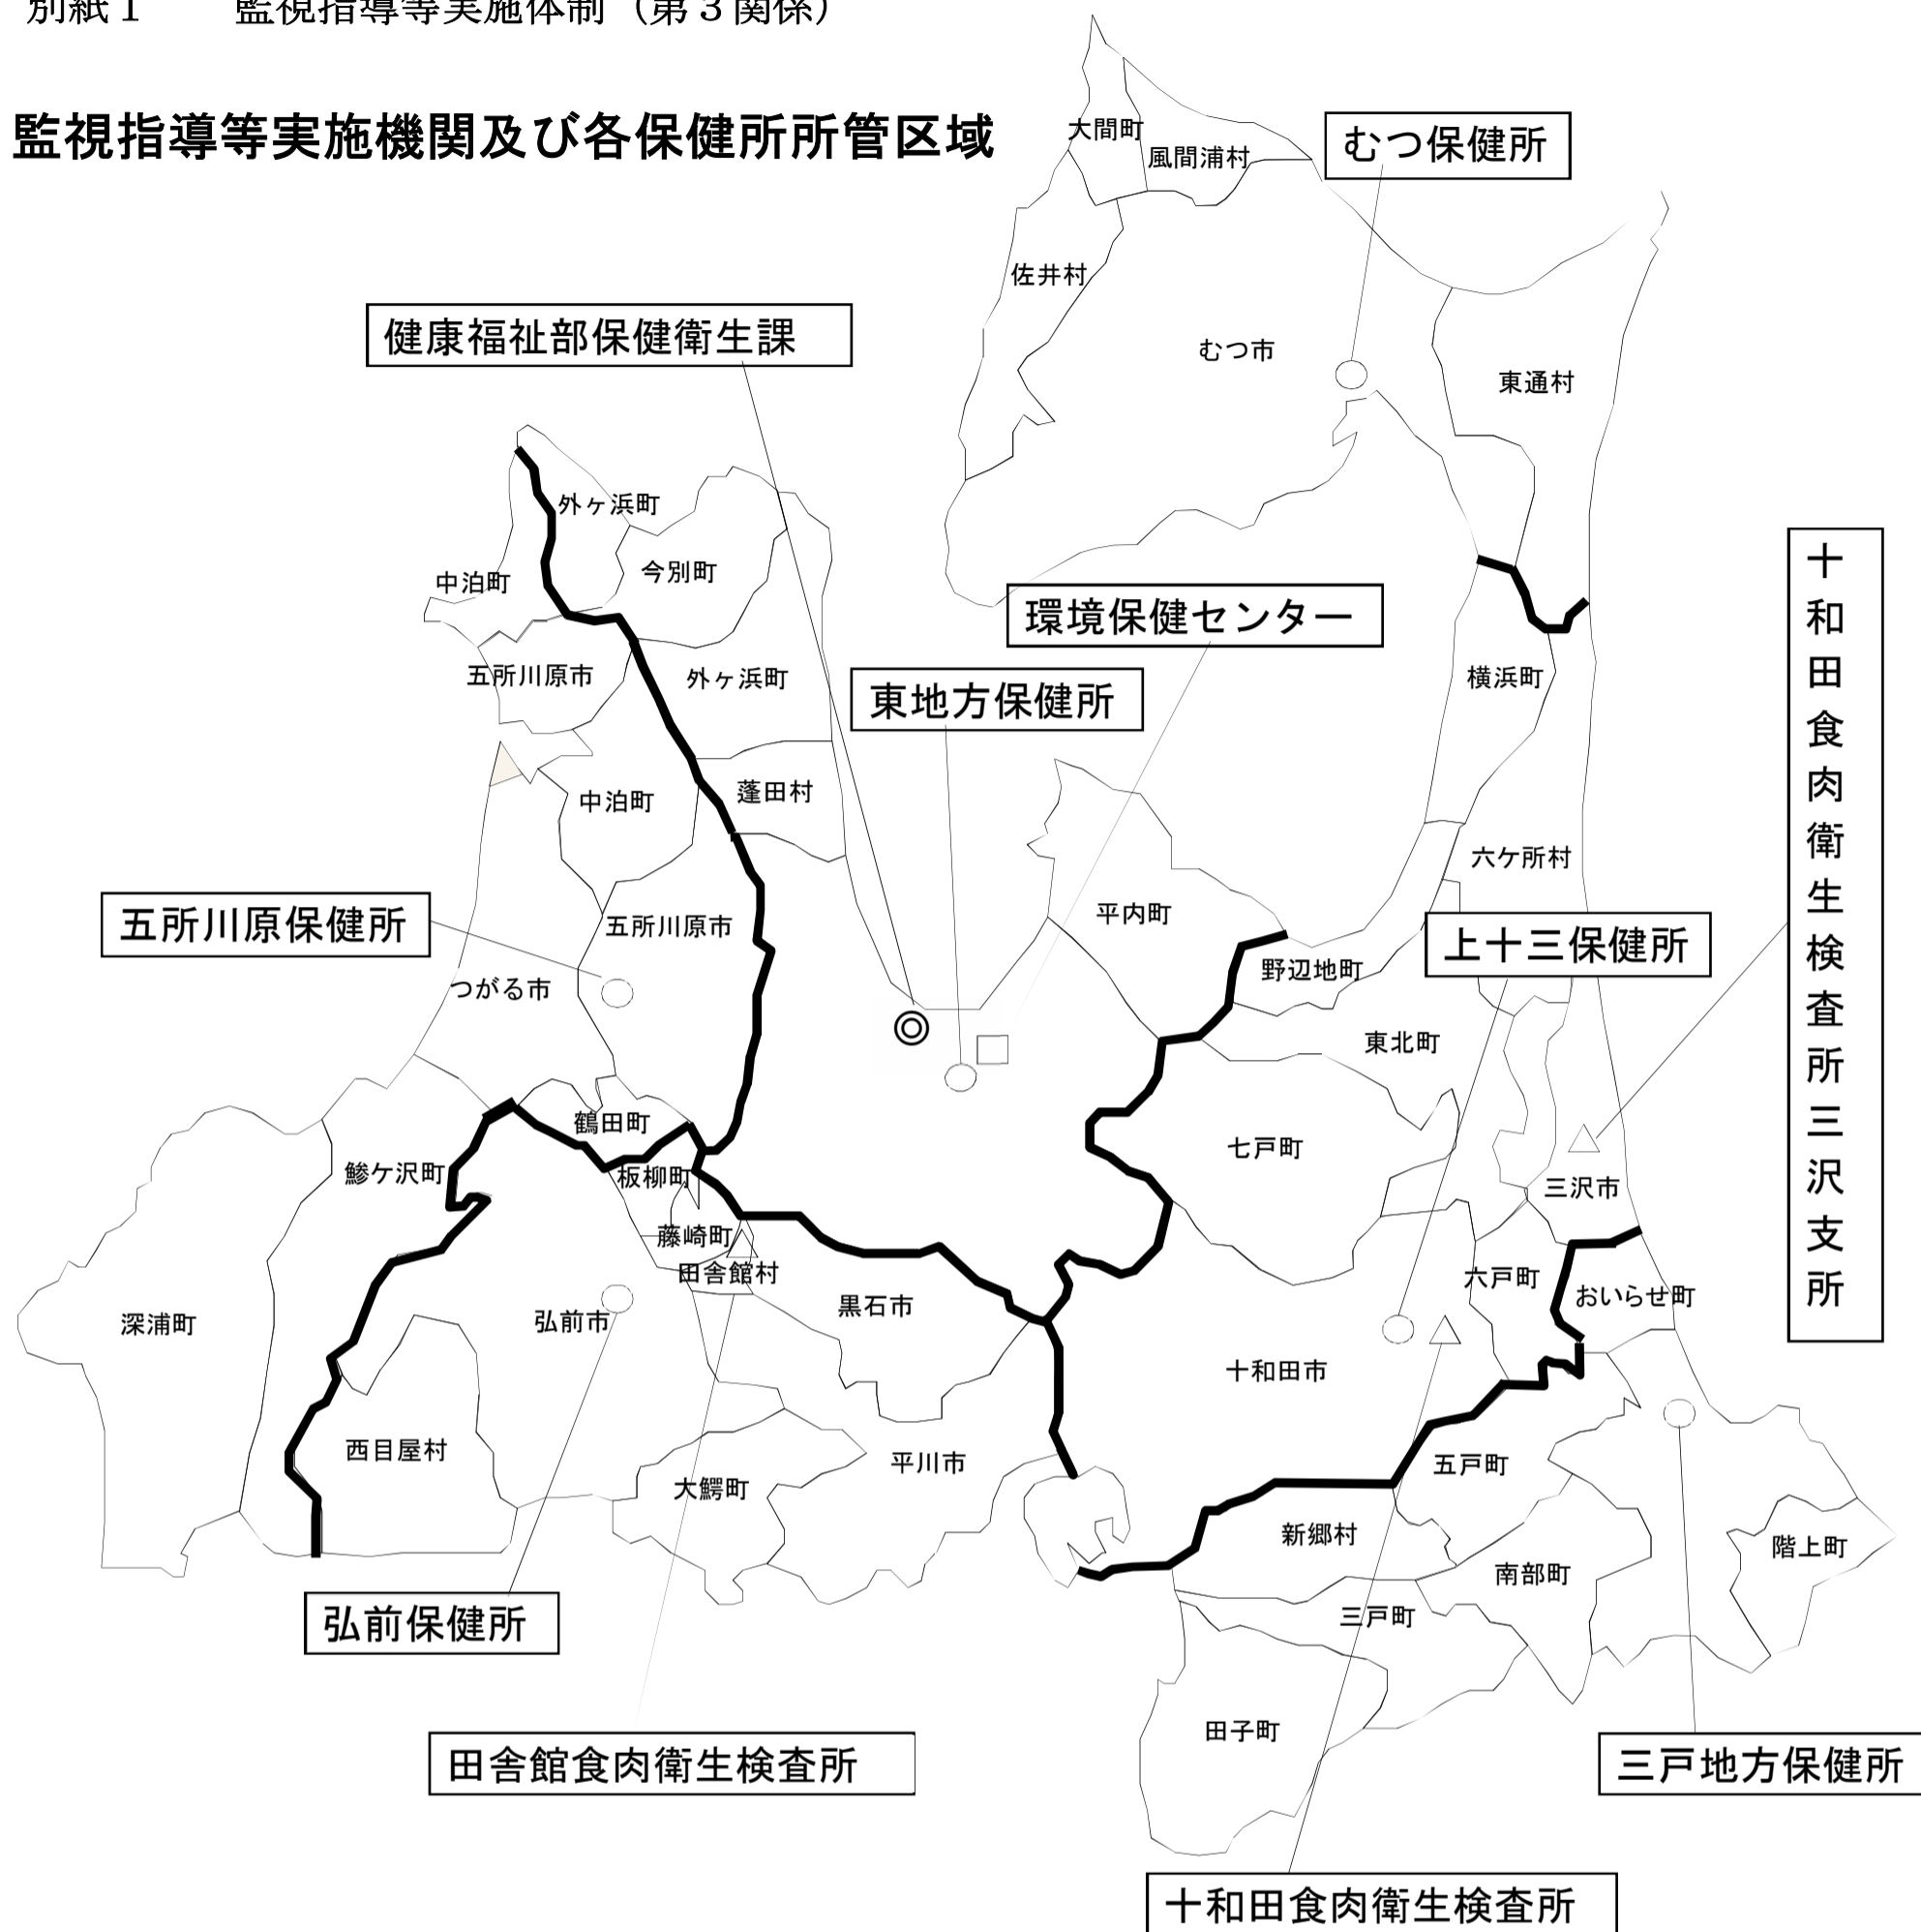 別紙１　　監視指導等実施体制（第３関係）
監視指導等実施機関及び各保健所所管区域
大間町
風間浦村
むつ保健所
佐井村
健康福祉部保健衛生課
むつ市
東通村
外ヶ浜町
今別町
中泊町
環境保健センター
十和田食肉衛生検査所三沢支所
五所川原市
外ヶ浜町
東地方保健所
横浜町
中泊町
蓬田村
六ケ所村
五所川原保健所
五所川原市
平内町
上十三保健所
野辺地町
つがる市
東北町
鶴田町
七戸町
鰺ケ沢町
板柳町
三沢市
藤崎町
田舎館村
六戸町
おいらせ町
深浦町
弘前市
黒石市
十和田市
西目屋村
平川市
五戸町
大鰐町
新郷村
階上町
南部町
弘前保健所
三戸町
田子町
田舎館食肉衛生検査所
三戸地方保健所
十和田食肉衛生検査所